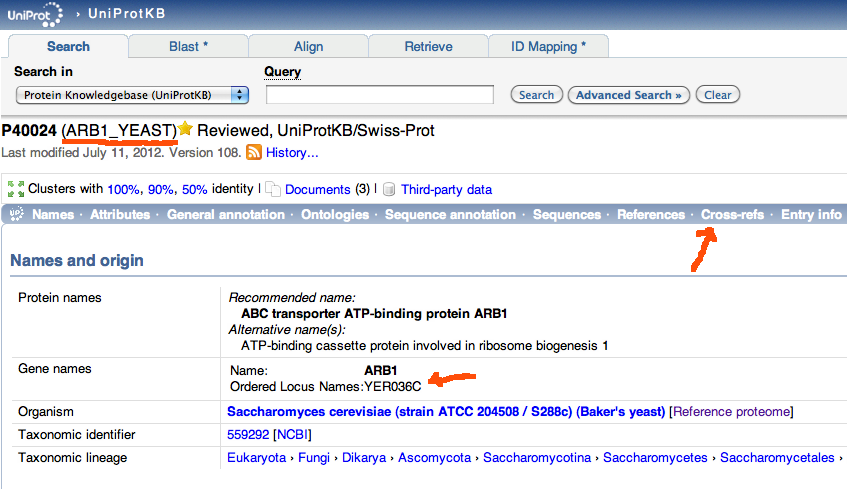 UniProt › UniProtKB
Search Blast * Align Retrieve ID Mapping *
Search in Query
Protein Knowledgebase (UniProtKB) Search Advanced Search » Clear
P40024 (ARB1_YEAST) Reviewed, UniProtKB/Swiss-Prot
Last modified July 11, 2012. Version 108. History...
Clusters with 100%, 90%, 50% identity | Documents (3) | Third-party data
UP Names · Attributes · General annotation · Ontologies · Sequence annotation · Sequences · References · Cross-refs · Entry info
Names and origin
Protein names Recommended name:
ABC transporter ATP-binding protein ARB1
Alternative name(s):
ATP-binding cassette protein involved in ribosome biogenesis 1
Gene names Name: ARB1
Ordered Locus Names:YER036C
Organism Saccharomyces cerevisiae (strain ATCC 204508 / S288c) (Baker's yeast) [Reference proteome]
Taxonomic identifier 559292 [NCBI]
Taxonomic lineage Eukaryota › Fungi › Dikarya › Ascomycota › Saccharomycotina › Saccharomycetes › Saccharomycetales ›